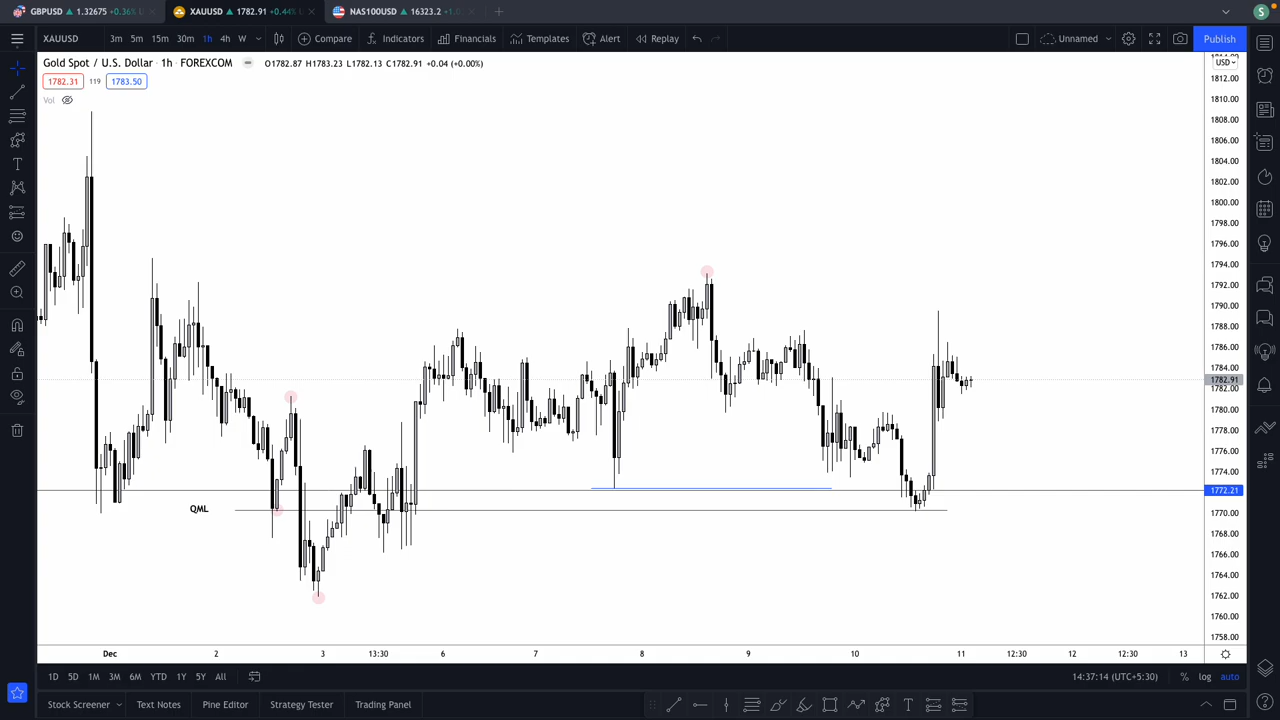 GBPUSD ▲ 1.32675 +0.36% U
XAUUSD ▲ 1782.91 +0.44% U
NAS100USD ▲ 16323.2 +1.0
S
XAUUSD 3m 5m 15m 30m 1h 4h W Compare Indicators Financials Templates Alert Replay Unnamed Publish
Gold Spot / U.S. Dollar · 1h · FOREXCOM O1782.87 H1783.23 L1782.13 C1782.91 +0.04 (+0.00%)
USD
1782.31 119 1783.50
Vol
1814.00
1810.00
1808.00
1806.00
1804.00
1802.00
1800.00
1798.00
1796.00
1794.00
1792.00
1790.00
1788.00
1786.00
1784.00
1782.91
1782.00
1780.00
1778.00
1776.00
1774.00
1772.21
1770.00
1768.00
1766.00
1764.00
1762.00
1760.00
1758.00
QML
Dec 2 3 13:30 6 7 8 9 10 11 12:30 12 12:30 13
1D 5D 1M 3M 6M YTD 1Y 5Y All 14:37:14 (UTC+5:30) % log auto
Stock Screener Text Notes Pine Editor Strategy Tester Trading Panel